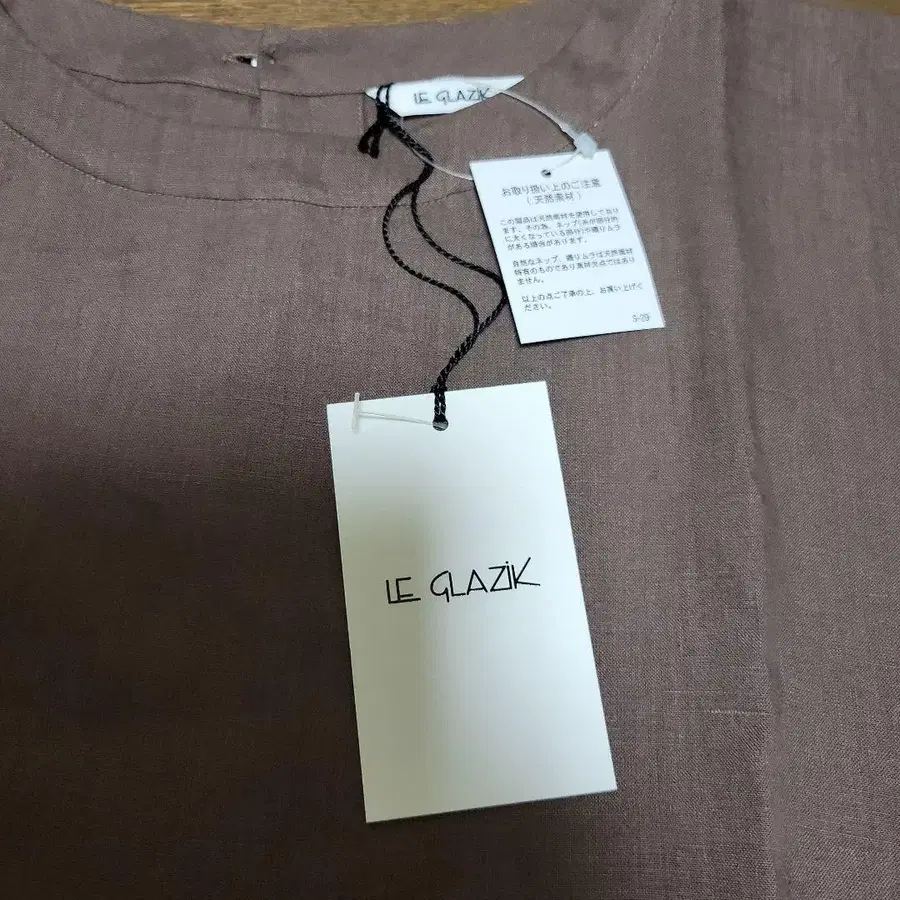 LE GLAZIK
お取り扱い上のご注意
(天然素材)
この製品は天然素材を使用しており
ます。その為、ネップ(糸が部分的
に太くなっている部分)や織りムラ
がある場合があります。
自然なネップ、織りムラは天然素材
特有のものであり素材欠点ではあり
ません。
以上の点ご了承の上、お買い上げく
ださい。
S-29
LE GLAZIK